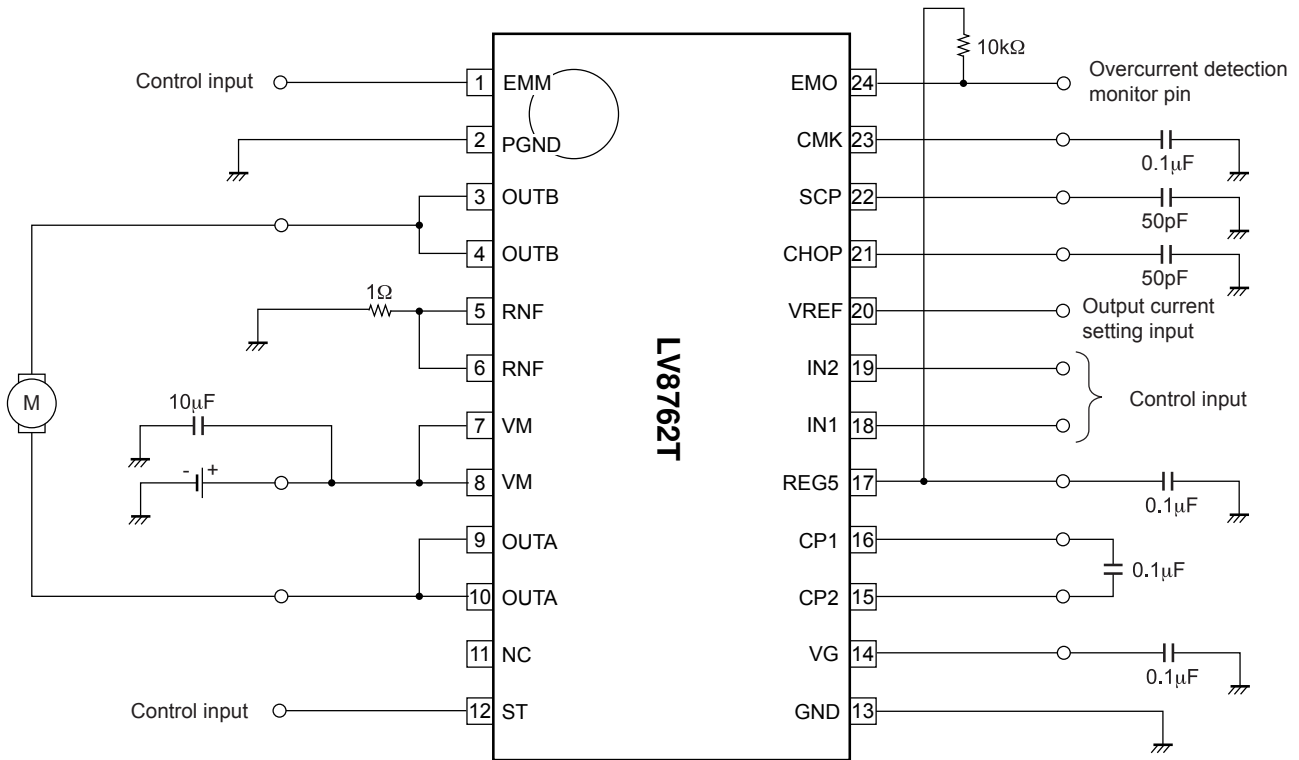 10kΩ
Control input
1 EMM
EMO 24
Overcurrent detection
monitor pin
2 PGND
CMK 23
0.1μF
3 OUTB
SCP 22
50pF
4 OUTB
CHOP 21
50pF
1Ω
5 RNF
VREF 20
Output current
setting input
6 RNF
IN2 19
LV8762T
M
10μF
Control input
7 VM
IN1 18
- +
8 VM
REG5 17
0.1μF
9 OUTA
CP1 16
0.1μF
10 OUTA
CP2 15
11 NC
VG 14
0.1μF
Control input
12 ST
GND 13